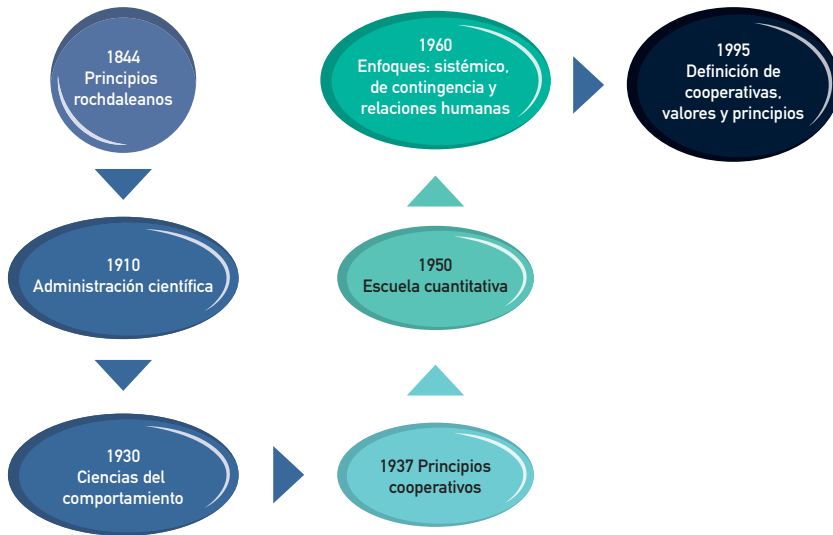 1844
Principios
rochdaleanos
1910
Administración científica
1930
Ciencias del
comportamiento
1937 Principios
cooperativos
1950
Escuela cuantitativa
1960
Enfoques: sistémico,
de contingencia y
relaciones humanas
1995
Definición de
cooperativas,
valores y principios